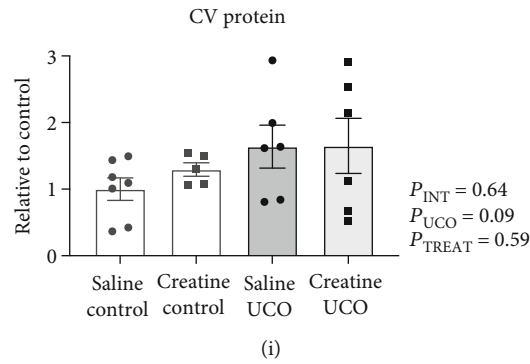 CV protein
Relative to control
3
2
1
0
Saline control
Creatine control
Saline UCO
Creatine UCO
P_INT = 0.64
P_UCO = 0.09
P_TREAT = 0.59
(i)